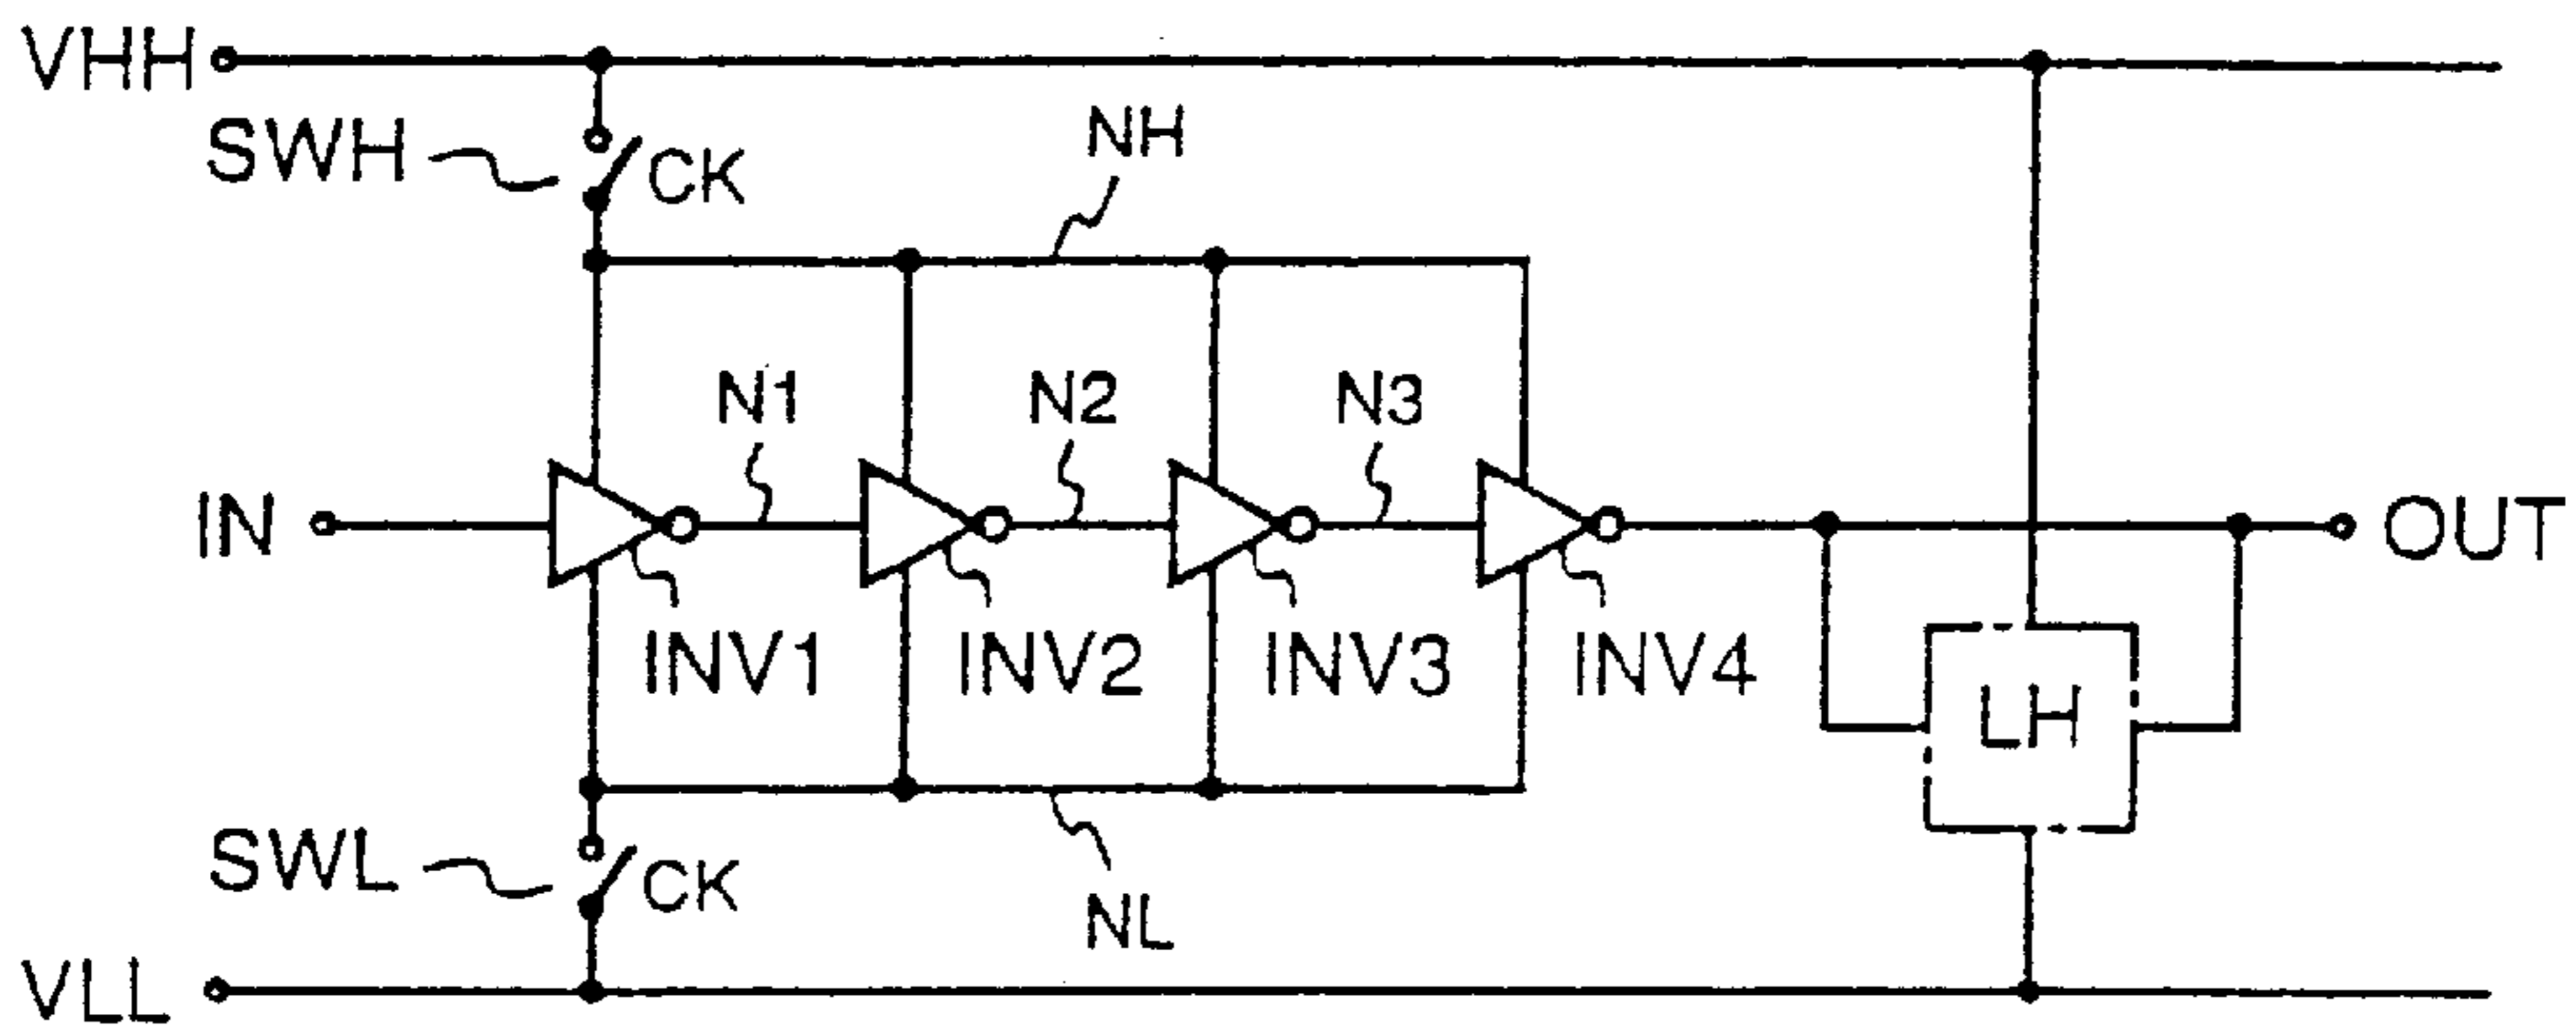 VHH
SWH
CK
NH
N1
N2
N3
IN
OUT
INV1
INV2
INV3
INV4
LH
SWL
CK
NL
VLL